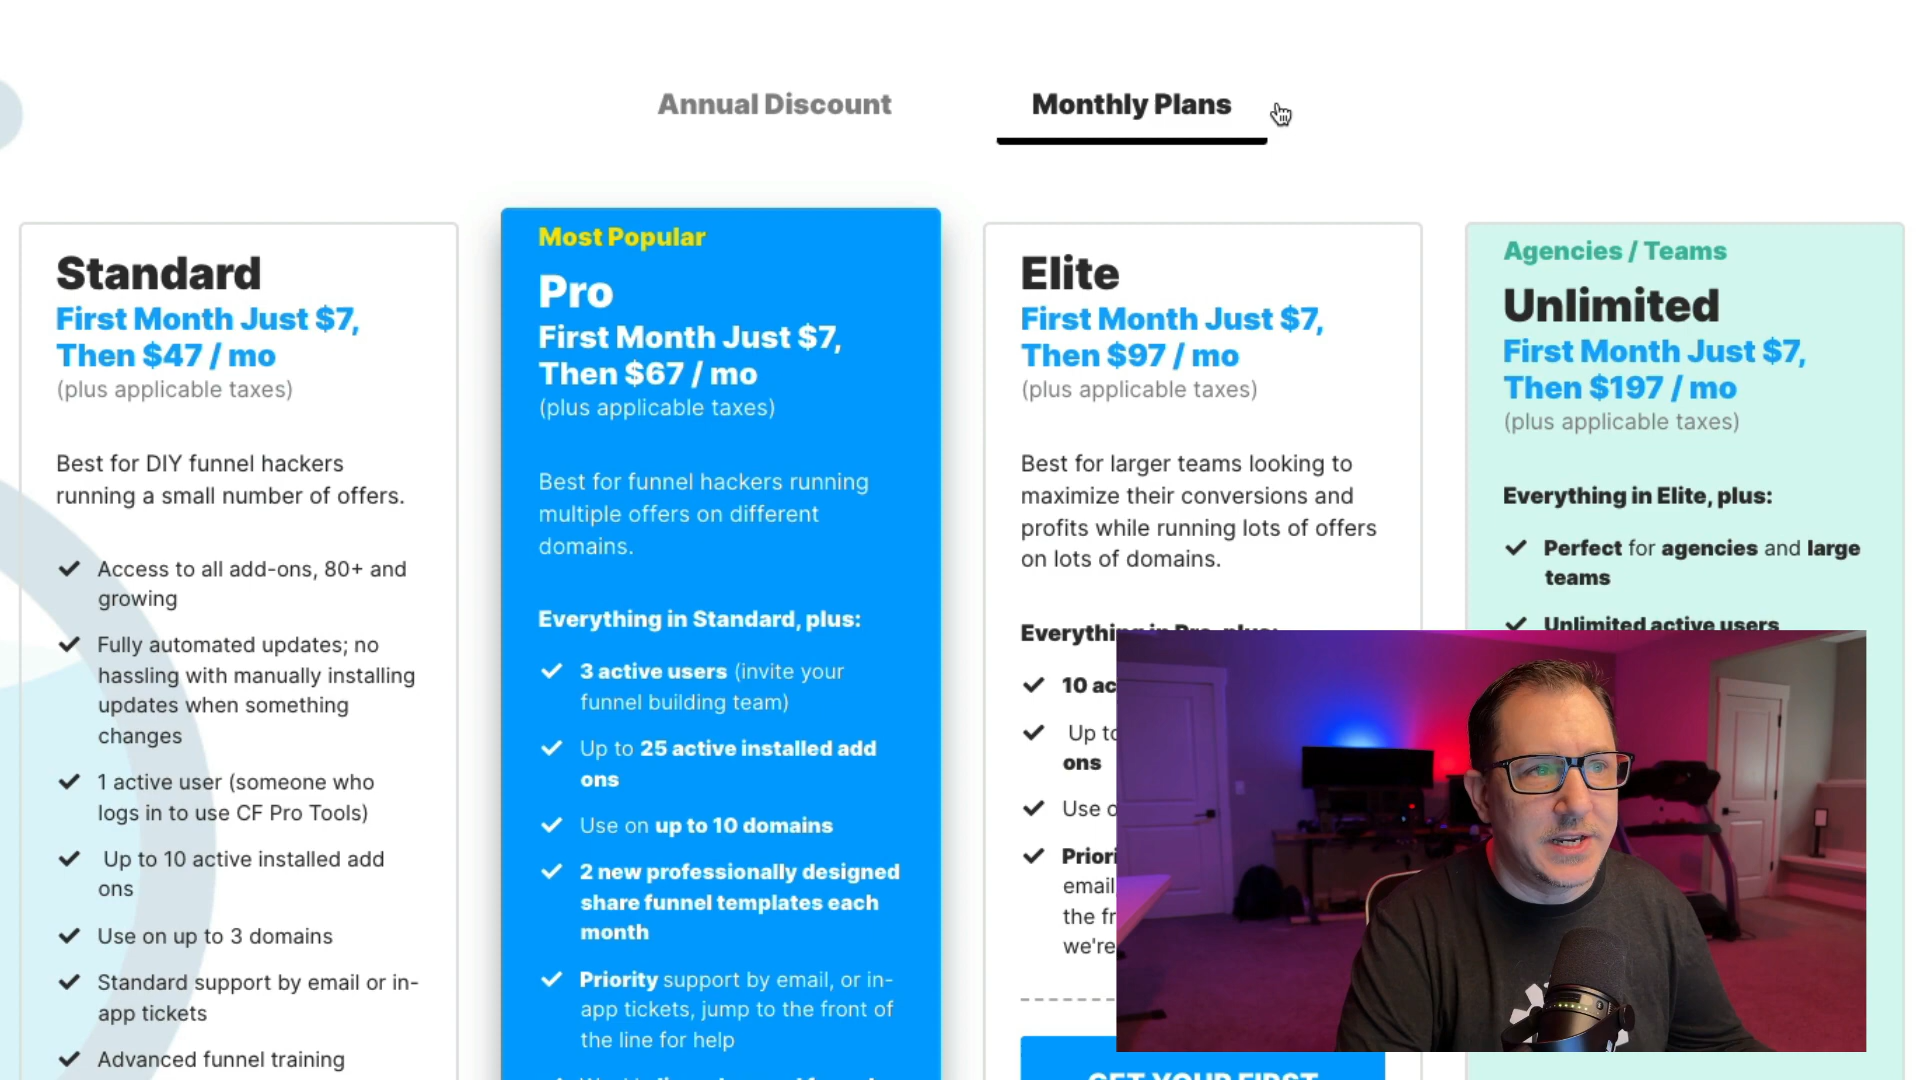 Annual Discount
Monthly Plans
Standard
First Month Just $7,
Then $47 / mo
(plus applicable taxes)
Best for DIY funnel hackers
running a small number of offers.
Access to all add-ons, 80+ and
growing
Fully automated updates; no
hassling with manually installing
updates when something
changes
1 active user (someone who
logs in to use CF Pro Tools)
Up to 10 active installed add
ons
Use on up to 3 domains
Standard support by email or in-
app tickets
Advanced funnel training
Most Popular
Pro
First Month Just $7,
Then $67 / mo
(plus applicable taxes)
Best for funnel hackers running
multiple offers on different
domains.
Everything in Standard, plus:
3 active users (invite your
funnel building team)
Up to 25 active installed add
ons
Use on up to 10 domains
2 new professionally designed
share funnel templates each
month
Priority support by email, or in-
app tickets, jump to the front of
the line for help
Elite
First Month Just $7,
Then $97 / mo
(plus applicable taxes)
Best for larger teams looking to
maximize their conversions and
profits while running lots of offers
on lots of domains.
Everything in Pro, plus:
10 ac
Up to
ons
Use o
Priori
email
the fr
we're
GET YOUR FIRST
Agencies / Teams
Unlimited
First Month Just $7,
Then $197 / mo
(plus applicable taxes)
Everything in Elite, plus:
Perfect for agencies and large
teams
Unlimited active users